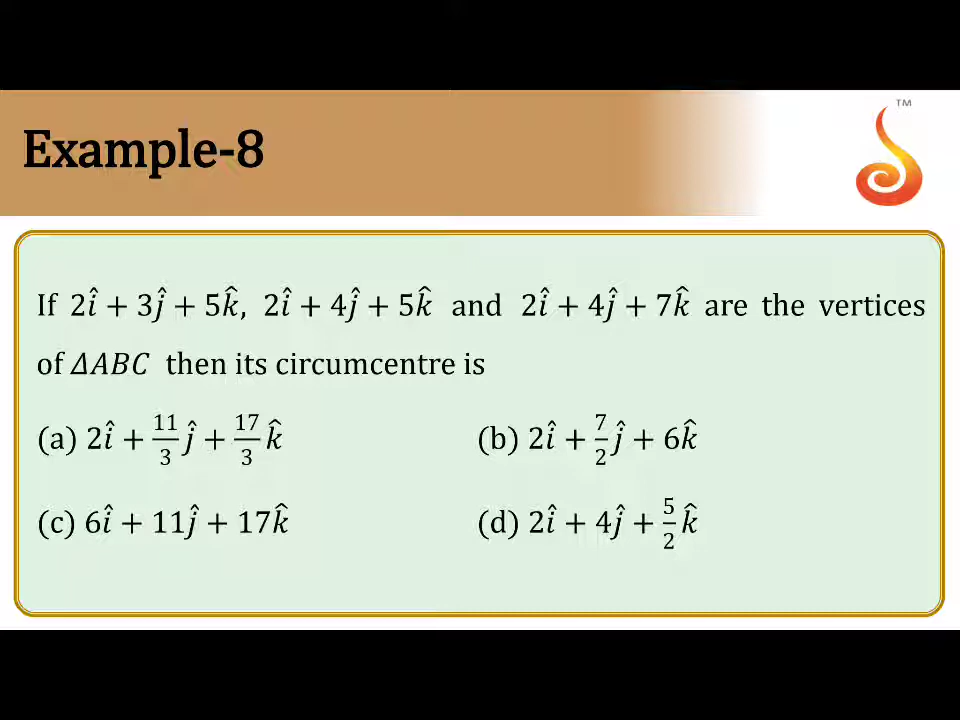 TM
Example-8
If 2î + 3ĵ + 5k̂, 2î + 4ĵ + 5k̂ and 2î + 4ĵ + 7k̂ are the vertices
of ΔABC then its circumcentre is
(a) 2î + 11/3 ĵ + 17/3 k̂ (b) 2î + 7/2 ĵ + 6k̂
(c) 6î + 11ĵ + 17k̂ (d) 2î + 4ĵ + 5/2 k̂